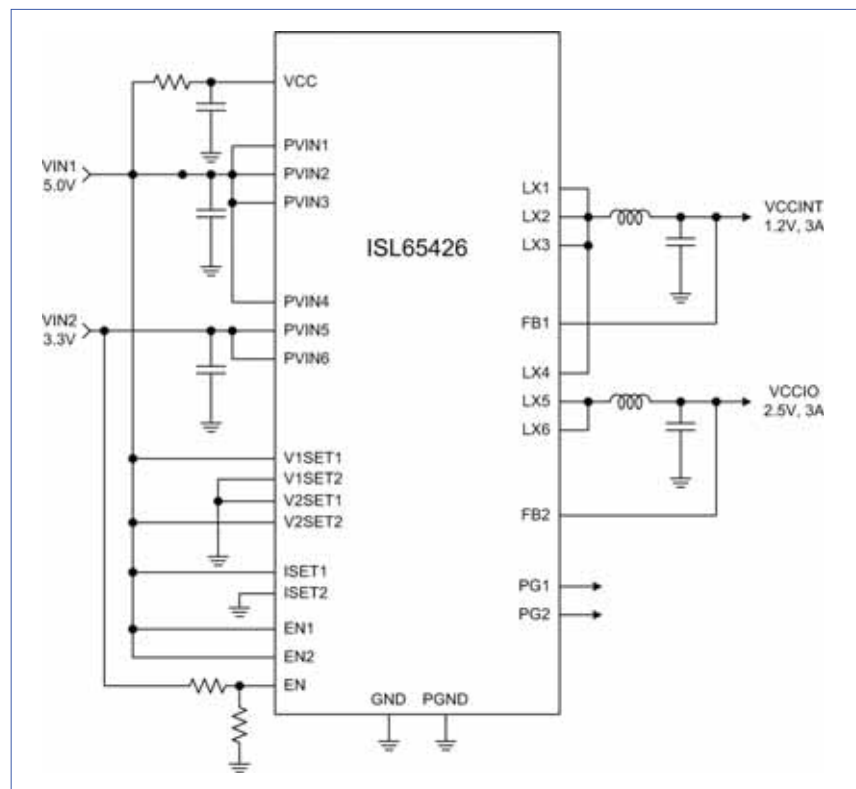 VCC
PVIN1
VIN1
5.0V
PVIN2
PVIN3
PVIN4
VIN2
3.3V
PVIN5
PVIN6
V1SET1
V1SET2
V2SET1
V2SET2
ISET1
ISET2
EN1
EN2
EN
ISL65426
GND
PGND
LX1
LX2
LX3
VCCINT
1.2V, 3A
FB1
LX4
LX5
LX6
VCCIO
2.5V, 3A
FB2
PG1
PG2